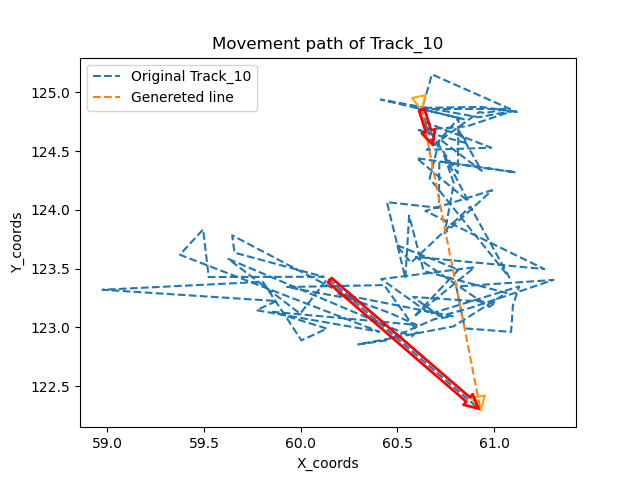 Movement path of Track_10
Original Track_10
Genereted line
125.0
124.5
124.0
123.5
123.0
122.5
Y_coords
59.0 59.5 60.0 60.5 61.0
X_coords